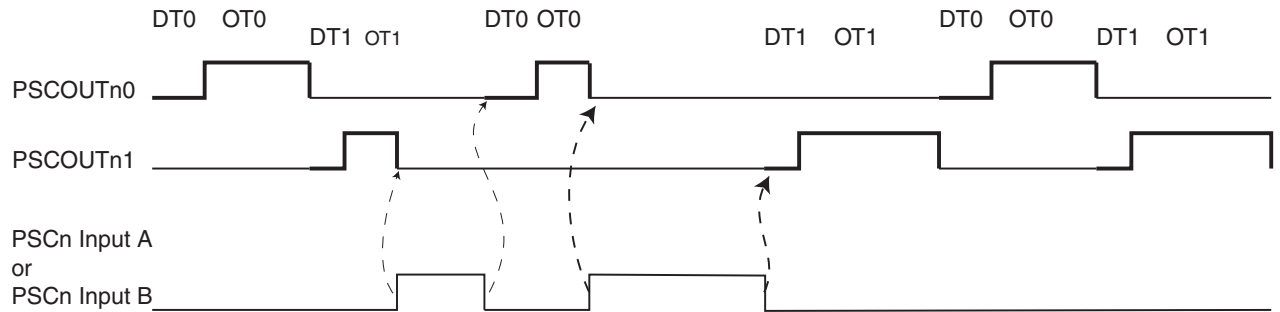 DT0 OT0 DT0 OT0 DT0 OT0
DT1 OT1 DT1 OT1 DT1 OT1
PSCOUTn0
PSCOUTn1
PSCn Input A
or
PSCn Input B